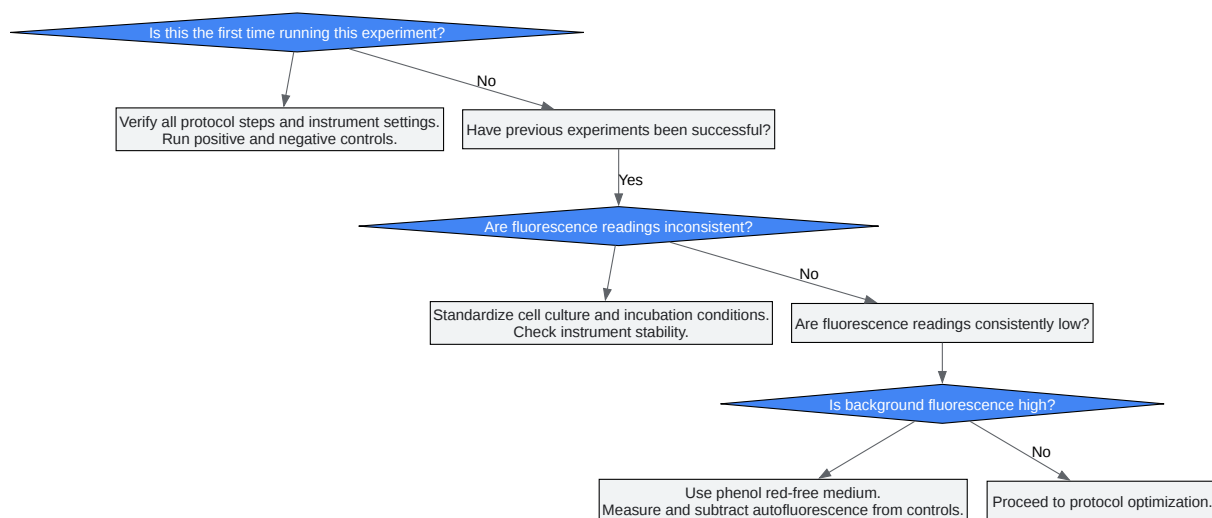 Is this the first time running this experiment?
No
Verify all protocol steps and instrument settings.
Run positive and negative controls.
Have previous experiments been successful?
Yes
Are fluorescence readings inconsistent?
No
Standardize cell culture and incubation conditions.
Check instrument stability.
Are fluorescence readings consistently low?
Is background fluorescence high?
No
Use phenol red-free medium.
Measure and subtract autofluorescence from controls.
Proceed to protocol optimization.